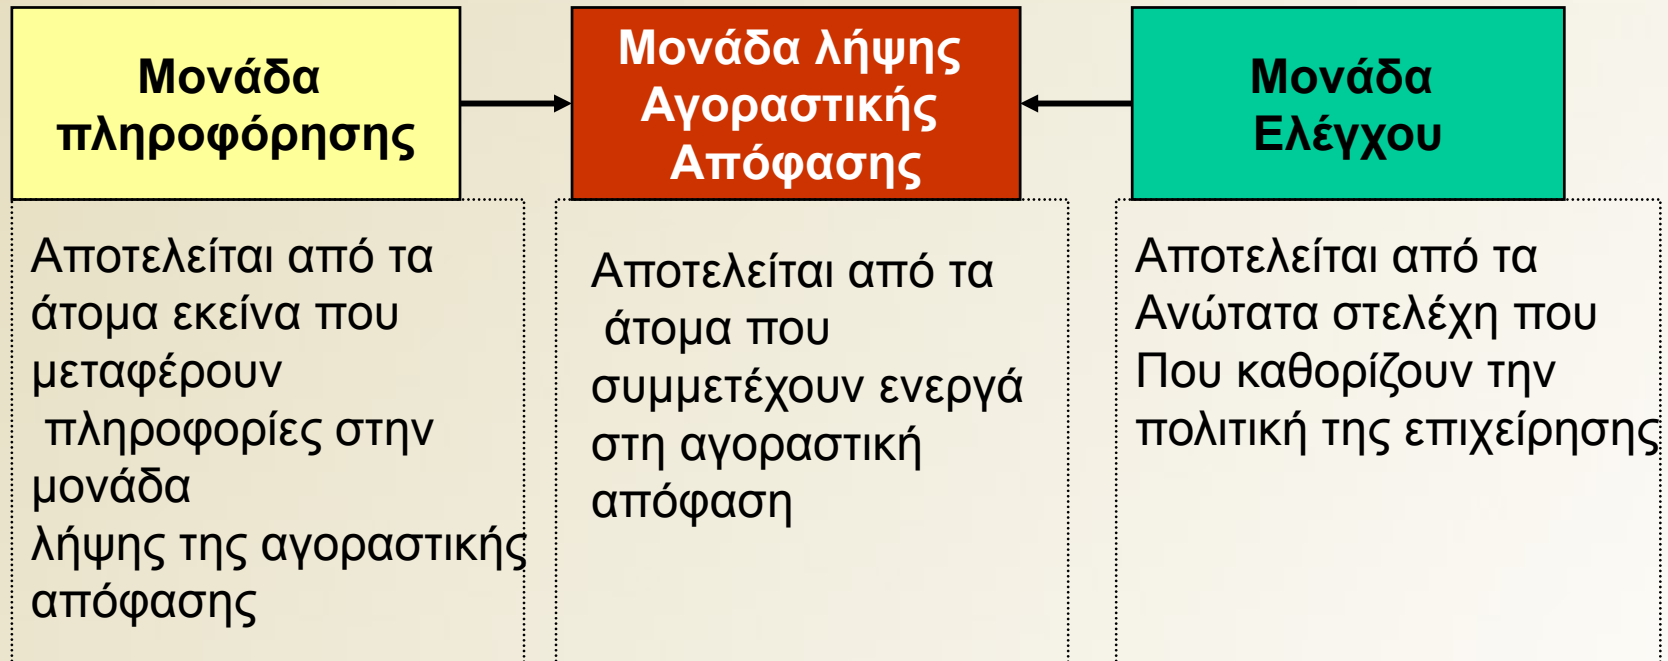 Μονάδα
πληροφόρησης
Μονάδα λήψης
Αγοραστικής
Απόφασης
Μονάδα
Ελέγχου
Αποτελείται από τα
άτομα εκείνα που
μεταφέρουν
πληροφορίες στην
μονάδα
λήψης της αγοραστικής
απόφασης
Αποτελείται από τα
άτομα που
συμμετέχουν ενεργά
στη αγοραστική
απόφαση
Αποτελείται από τα
Ανώτατα στελέχη που
Που καθορίζουν την
πολιτική της επιχείρησης